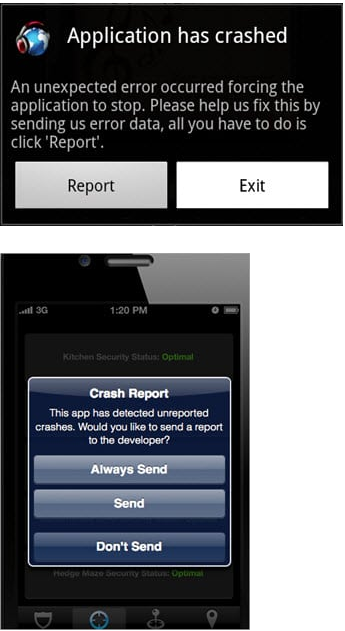 Application has crashed
An unexpected error occurred forcing the
application to stop. Please help us fix this by
sending us error data, all you have to do is
click 'Report'.
Report Exit
3G 1:20 PM
Kitchen Security Status: Optimal
Crash Report
This app has detected unreported
crashes. Would you like to send a report
to the developer?
Always Send
Send
Don't Send
Hedge Maze Security Status: Optimal